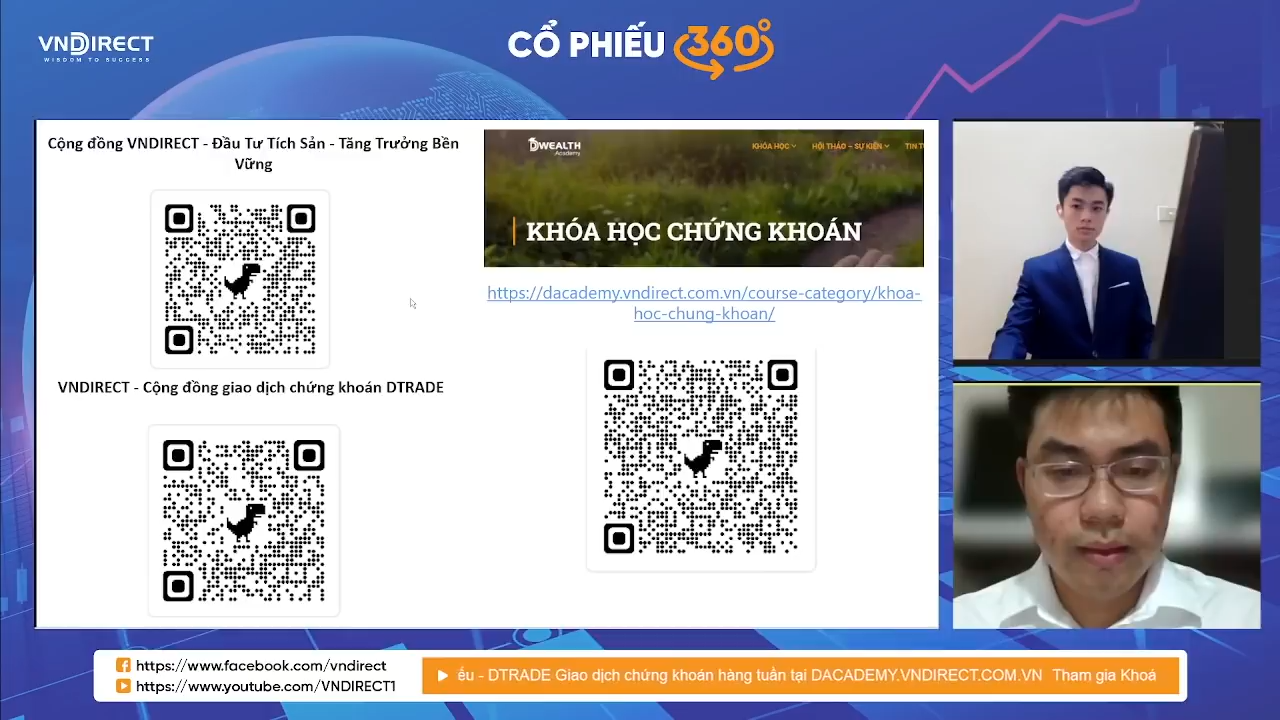 VNDIRECT
WISDOM TO SUCCESS
CỔ PHIẾU 360°
Cộng đồng VNDIRECT - Đầu Tư Tích Sản - Tăng Trưởng Bền
Vững
VNDIRECT - Cộng đồng giao dịch chứng khoán DTRADE
DWEALTH
Academy
KHÓA HỌC
HỘI THẢO – SỰ KIỆN
TIN TỨ
KHÓA HỌC CHỨNG KHOÁN
https://dacademy.vndirect.com.vn/course-category/khoa-
hoc-chung-khoan/
https://www.facebook.com/vndirect
https://www.youtube.com/VNDIRECT1
ếu - DTRADE Giao dịch chứng khoán hàng tuần tại DACADEMY.VNDIRECT.COM.VN Tham gia Khoá